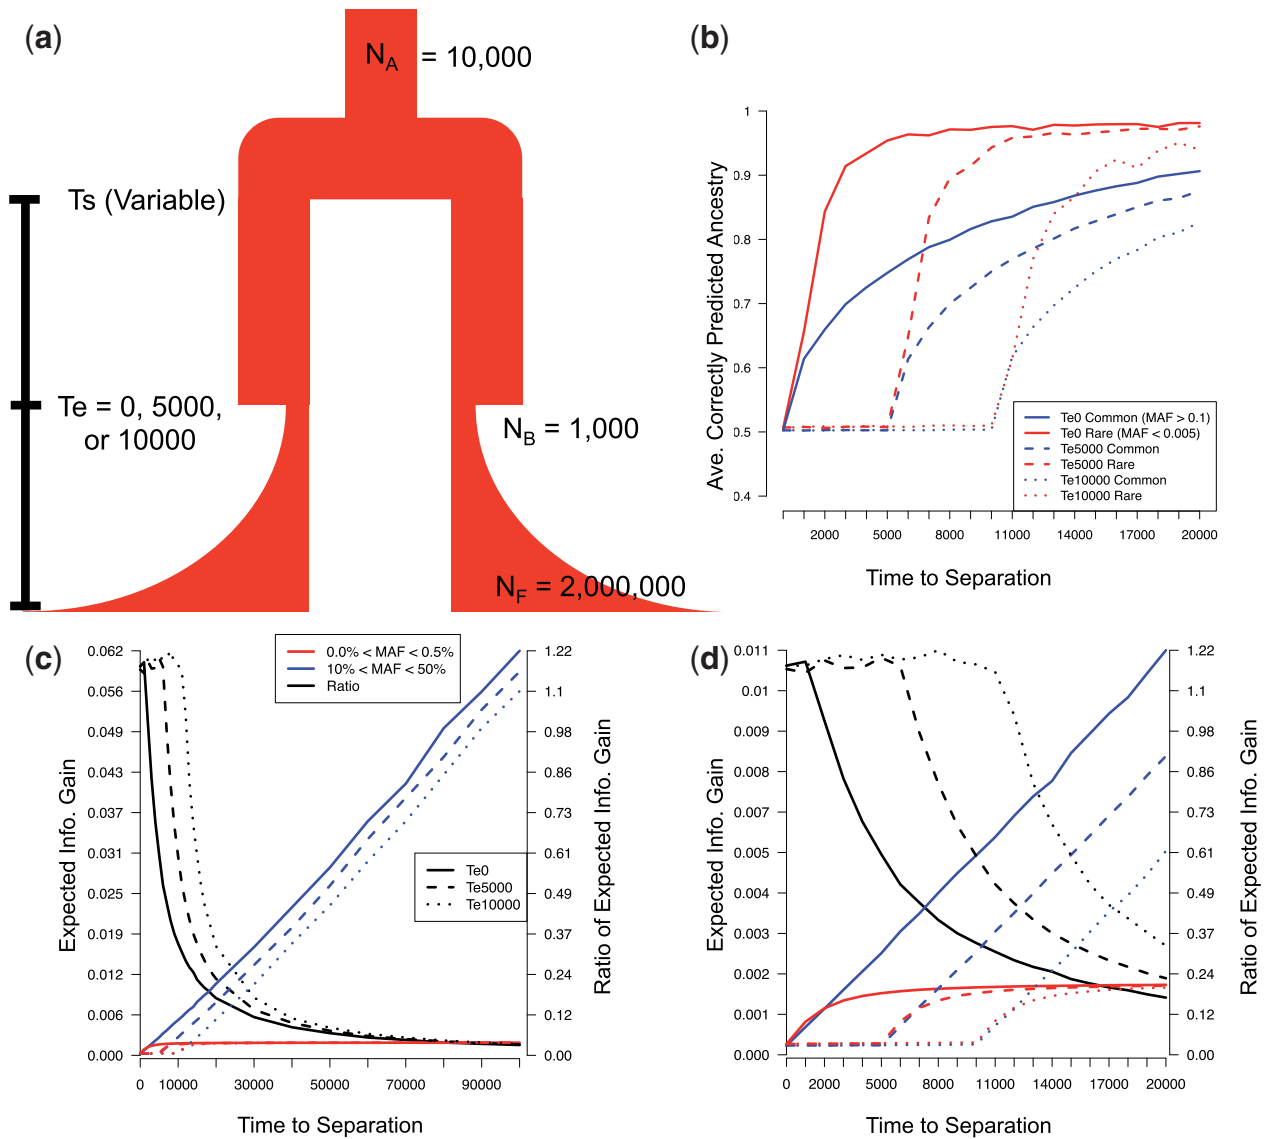 (a)
N_A = 10,000
Ts (Variable)
Te = 0, 5000,
or 10000
N_B = 1,000
N_F = 2,000,000
(b)
Ave. Correctly Predicted Ancestry
1
0.9
0.8
0.7
0.6
0.5
0.4
Te0 Common (MAF > 0.1)
Te0 Rare (MAF < 0.005)
Te5000 Common
Te5000 Rare
Te10000 Common
Te10000 Rare
2000 5000 8000 11000 14000 17000 20000
Time to Separation
(c)
0.0% < MAF < 0.5%
10% < MAF < 50%
Ratio
Expected Info. Gain
0.062
0.056
0.049
0.043
0.037
0.031
0.025
0.019
0.012
0.006
0.000
1.22
1.1
0.98
0.86
0.73
0.61
0.49
0.37
0.24
0.12
0.00
Ratio of Expected Info. Gain
Te0
Te5000
Te10000
0 10000 30000 50000 70000 90000
Time to Separation
(d)
Expected Info. Gain
0.011
0.01
0.009
0.008
0.007
0.005
0.004
0.003
0.002
0.001
0.000
1.22
1.1
0.98
0.86
0.73
0.61
0.49
0.37
0.24
0.12
0.00
Ratio of Expected Info. Gain
0 2000 5000 8000 11000 14000 17000 20000
Time to Separation